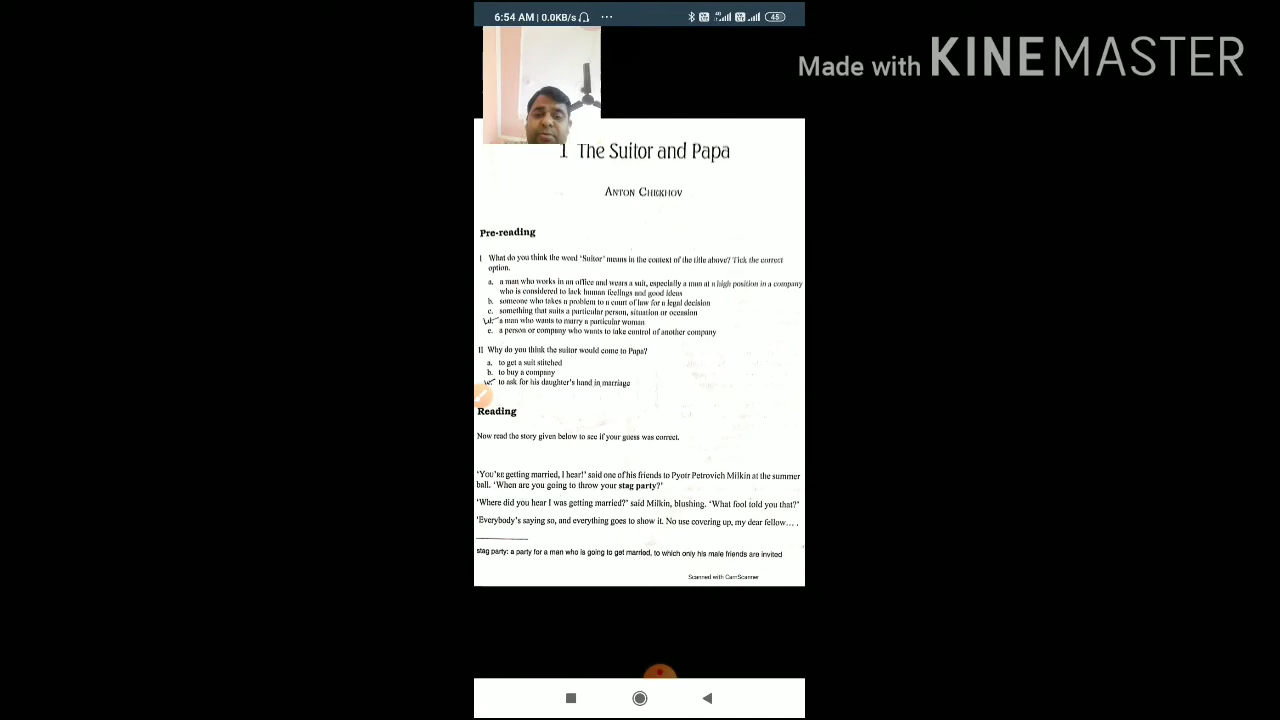 6:54 AM | 0.0KB/s ...
45
Made with KINEMASTER
1 The Suitor and Papa
ANTON CHEKHOV
Pre-reading
I What do you think the word 'Suitor' means in the context of the title above? Tick the correct
option.
a. a man who works in an office and wears a suit, especially a man at a high position in a company
who is considered to lack human feelings and good ideas
b. someone who takes a problem to a court of law for a legal decision
c. something that suits a particular person, situation or occasion
a man who wants to marry a particular woman
e. a person or company who wants to take control of another company
II Why do you think the suitor would come to Papa?
a. to get a suit stitched
b. to buy a company
to ask for his daughter's hand in marriage
Reading
Now read the story given below to see if your guess was correct.
'YOU'RE getting married, I hear!' said one of his friends to Pyotr Petrovich Milkin at the summer
ball. 'When are you going to throw your stag party?'
'Where did you hear I was getting married?' said Milkin, blushing. 'What fool told you that?'
'Everybody's saying so, and everything goes to show it. No use covering up, my dear fellow... .
stag party: a party for a man who is going to get married, to which only his male friends are invited
Scanned with CamScanner